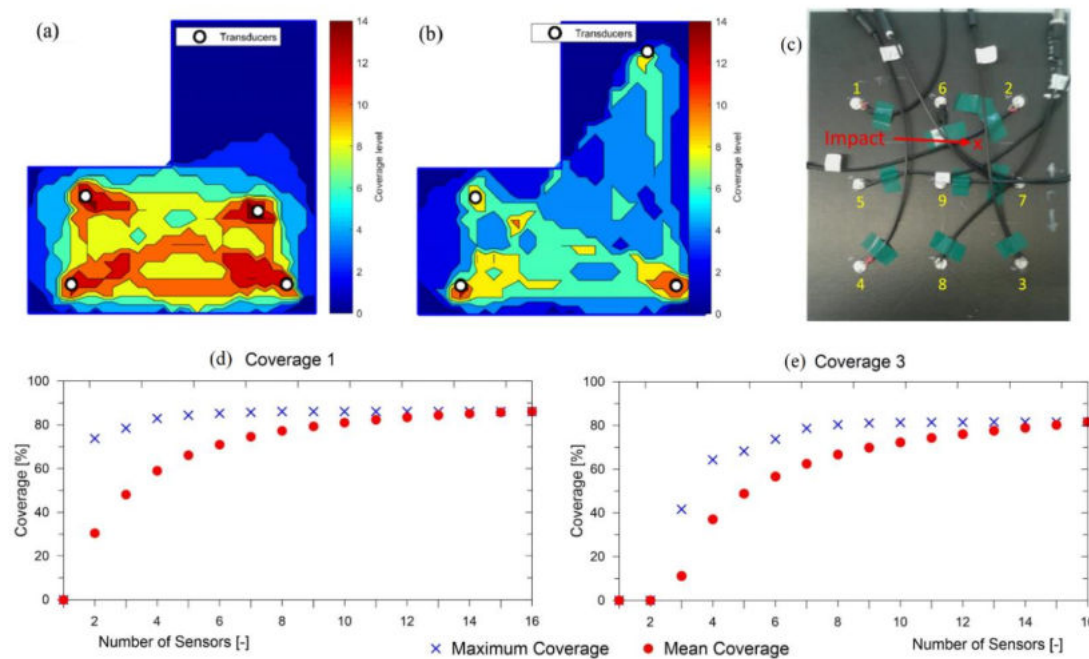 (a)
Transducers
14
12
10
8
6
4
2
0
Coverage level
(b)
Transducers
14
12
10
8
6
4
2
0
Coverage level
(c)
1
6
2
Impact
x
5
9
7
4
8
3
(d) Coverage 1
100
80
60
40
20
0
Coverage [%]
2 4 6 8 10 12 14 16
Number of Sensors [-]
(e) Coverage 3
100
80
60
40
20
0
Coverage [%]
2 4 6 8 10 12 14 16
Number of Sensors [-]
Maximum Coverage
Mean Coverage